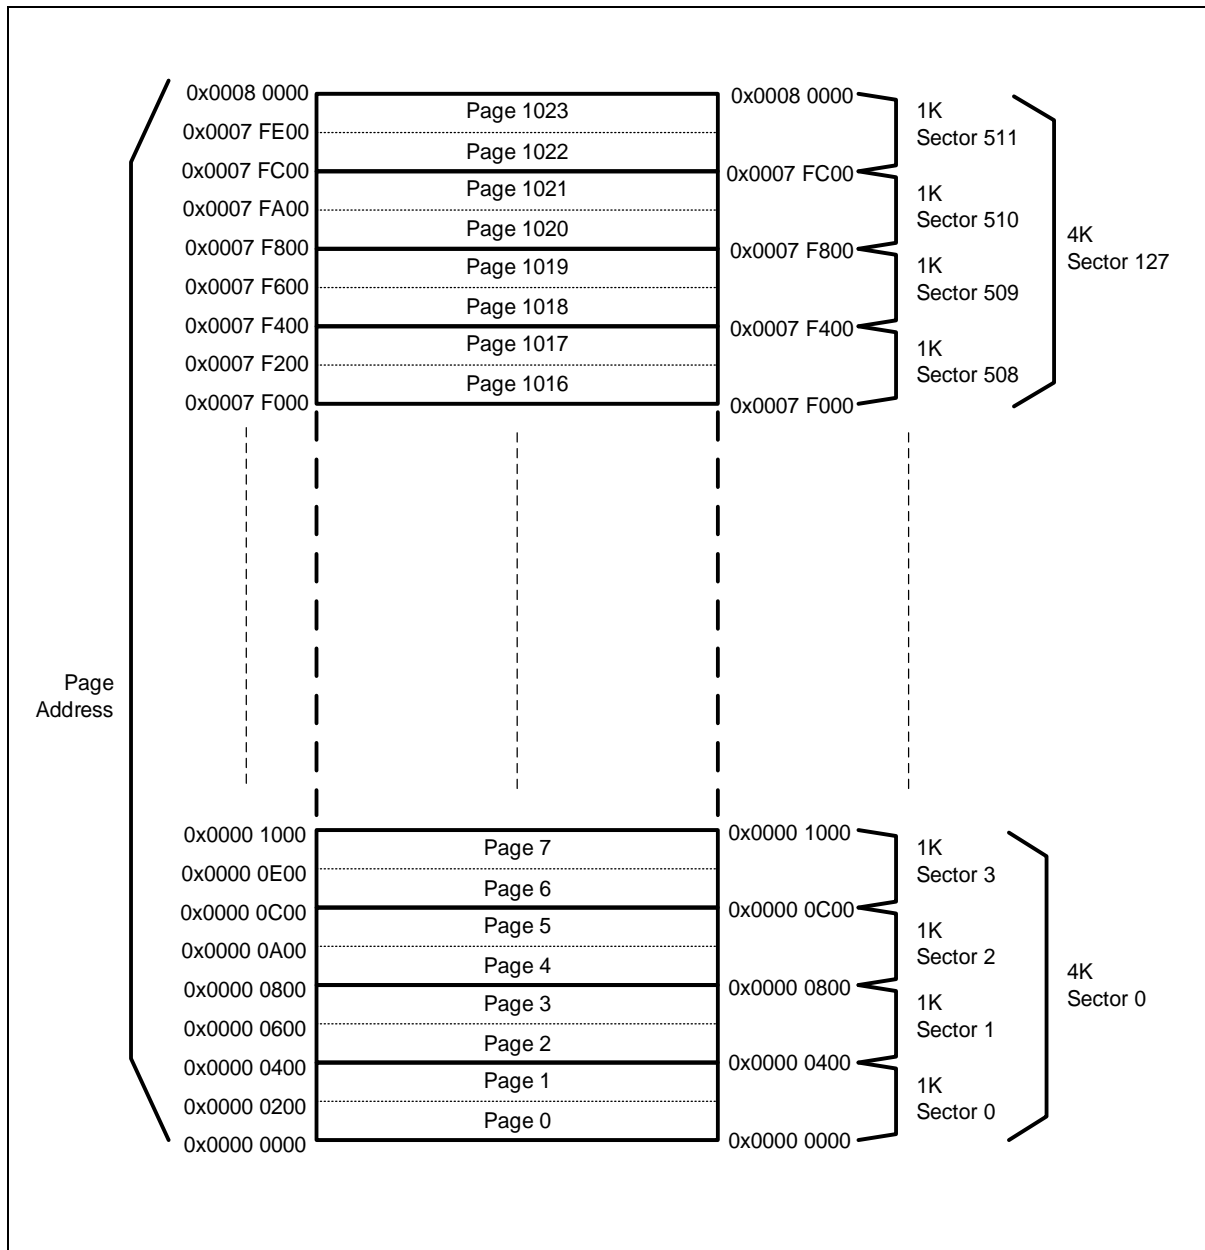 0x0008 0000
Page 1023
0x0008 0000
1K
Sector 511
0x0007 FE00
Page 1022
0x0007 FC00
0x0007 FC00
Page 1021
1K
Sector 510
0x0007 FA00
Page 1020
0x0007 F800
0x0007 F800
4K
Sector 127
Page 1019
1K
Sector 509
0x0007 F600
Page 1018
0x0007 F400
0x0007 F400
Page 1017
1K
Sector 508
0x0007 F200
Page 1016
0x0007 F000
0x0007 F000
Page
Address
0x0000 1000
0x0000 1000
Page 7
1K
Sector 3
0x0000 0E00
Page 6
0x0000 0C00
0x0000 0C00
Page 5
1K
Sector 2
0x0000 0A00
Page 4
4K
Sector 0
0x0000 0800
0x0000 0800
Page 3
1K
Sector 1
0x0000 0600
Page 2
0x0000 0400
0x0000 0400
Page 1
1K
Sector 0
0x0000 0200
Page 0
0x0000 0000
0x0000 0000